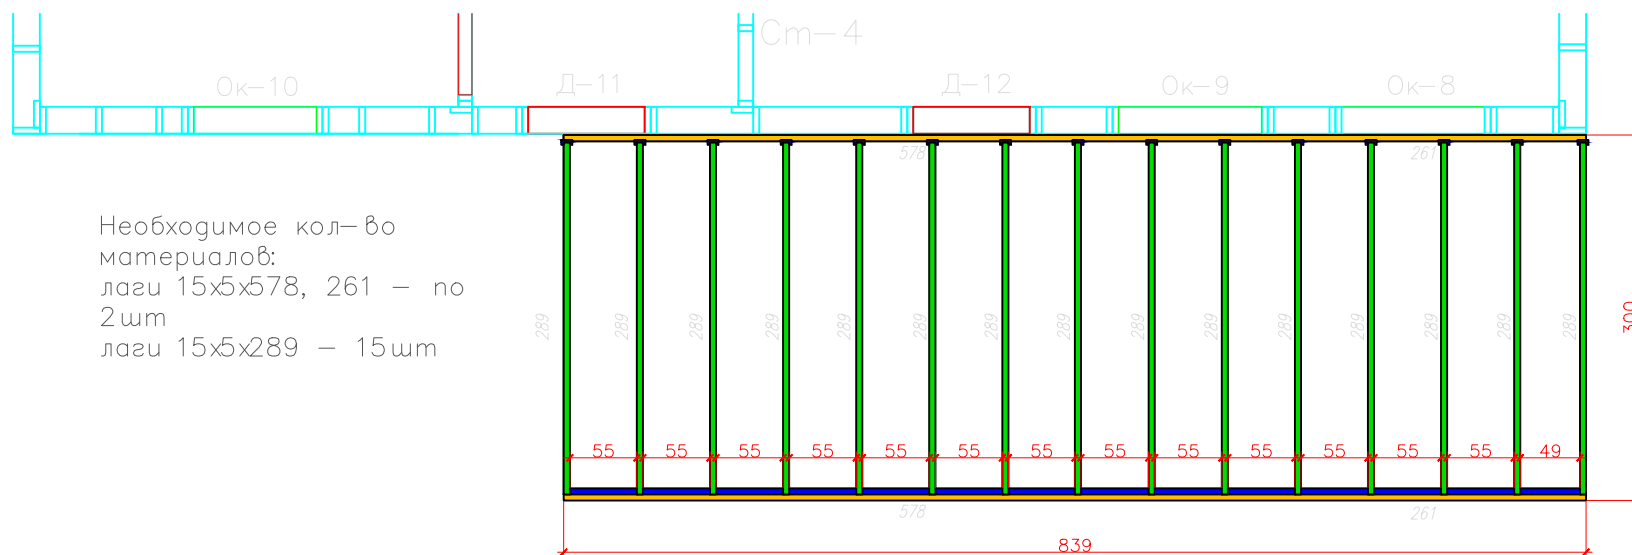 Ст-4
Ок-10
Д-11
Д-12
Ок-9
Ок-8
578
261
Необходимое кол-во
материалов:
лаги 15х5х578, 261 - по
2шт
лаги 15х5х289 - 15шт
289 289 289 289 289 289 289 289 289 289 289 289 289 289 289
300
55 55 55 55 55 55 55 55 55 55 55 55 55 49
578
261
839